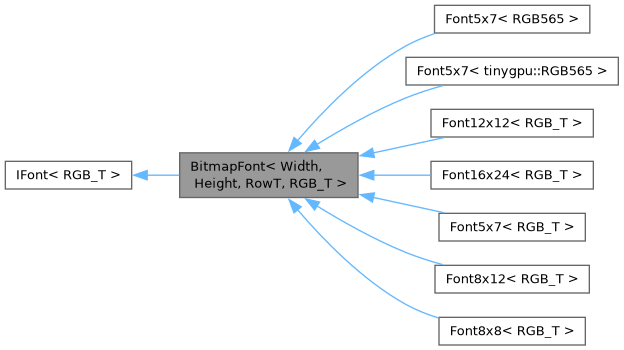 IFont< RGB_T >
BitmapFont< Width,
Height, RowT, RGB_T >
Font5x7< RGB565 >
Font5x7< tinygpu::RGB565 >
Font12x12< RGB_T >
Font16x24< RGB_T >
Font5x7< RGB_T >
Font8x12< RGB_T >
Font8x8< RGB_T >